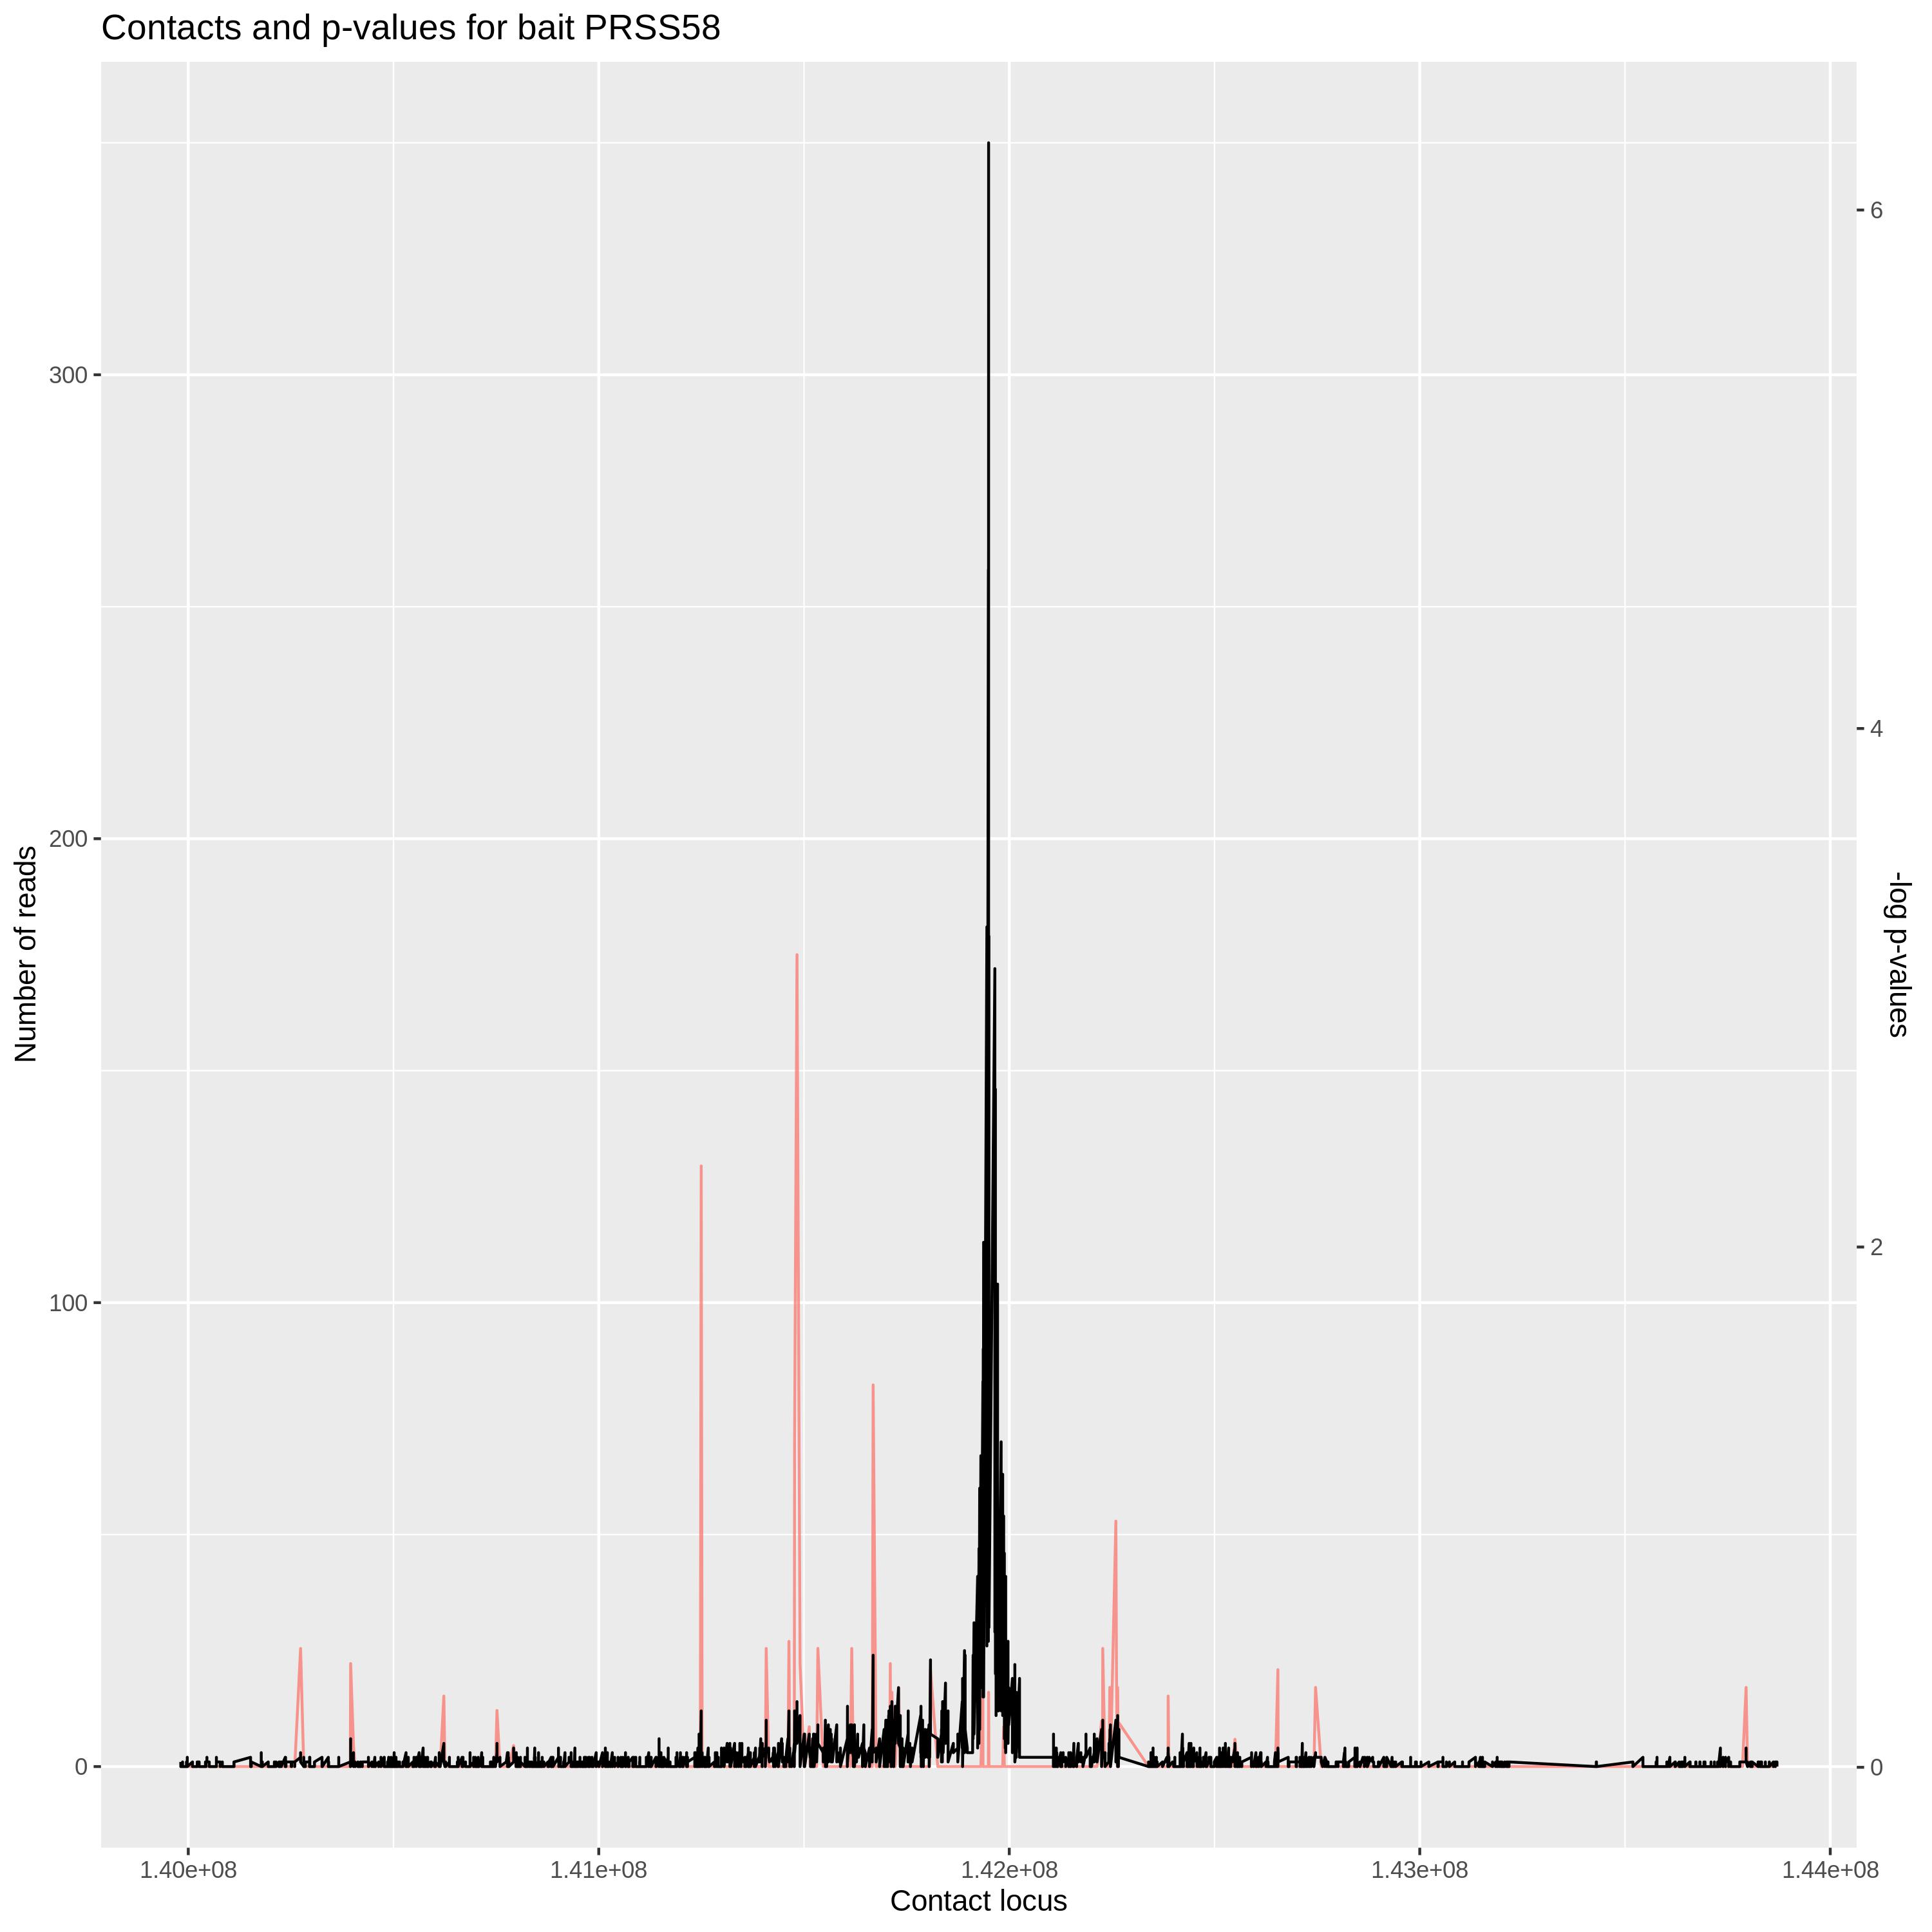 Contacts and p-values for bait PRSS58
Number of reads
300
200
100
0
6
4
2
0
-log p-values
1.40e+08 1.41e+08 1.42e+08 1.43e+08 1.44e+08
Contact locus